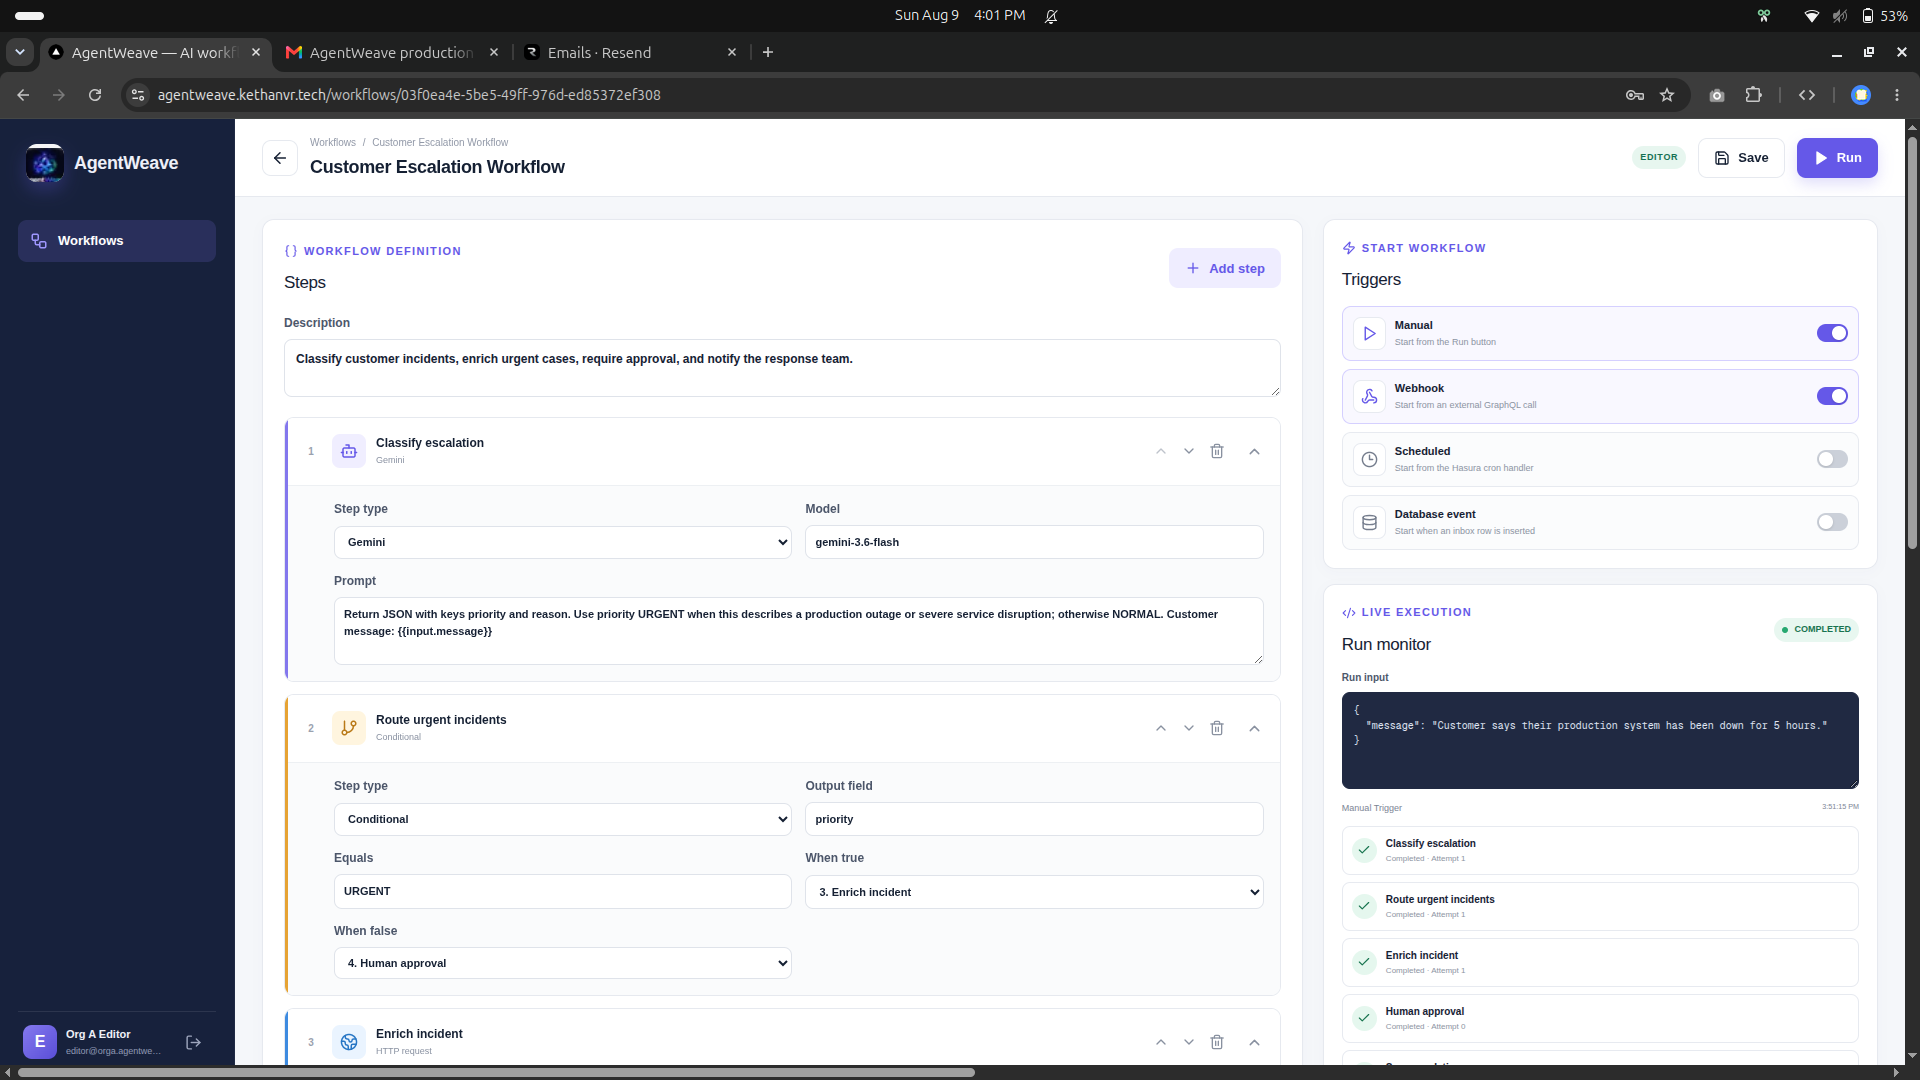 Sun Aug 9 4:01 PM
53%
AgentWeave — AI workf
AgentWeave production
Emails · Resend
agentweave.kethanvr.tech/workflows/03f0ea4e-5be5-49ff-976d-ed85372ef308
AgentWeave
Workflows
Org A Editor
editor@orga.agentwe...
E
Workflows / Customer Escalation Workflow
Customer Escalation Workflow
EDITOR
Save
Run
{ } WORKFLOW DEFINITION
Steps
Add step
Description
Classify customer incidents, enrich urgent cases, require approval, and notify the response team.
1
Classify escalation
Gemini
Step type
Model
Gemini
gemini-3.6-flash
Prompt
Return JSON with keys priority and reason. Use priority URGENT when this describes a production outage or severe service disruption; otherwise NORMAL. Customer
message: {{input.message}}
2
Route urgent incidents
Conditional
Step type
Output field
Conditional
priority
Equals
When true
URGENT
3. Enrich incident
When false
4. Human approval
3
Enrich incident
HTTP request
START WORKFLOW
Triggers
Manual
Start from the Run button
Webhook
Start from an external GraphQL call
Scheduled
Start from the Hasura cron handler
Database event
Start when an inbox row is inserted
LIVE EXECUTION
Run monitor
COMPLETED
Run input
{
"message": "Customer says their production system has been down for 5 hours."
}
Manual Trigger
3:51:15 PM
Classify escalation
Completed · Attempt 1
Route urgent incidents
Completed · Attempt 1
Enrich incident
Completed · Attempt 1
Human approval
Completed · Attempt 0